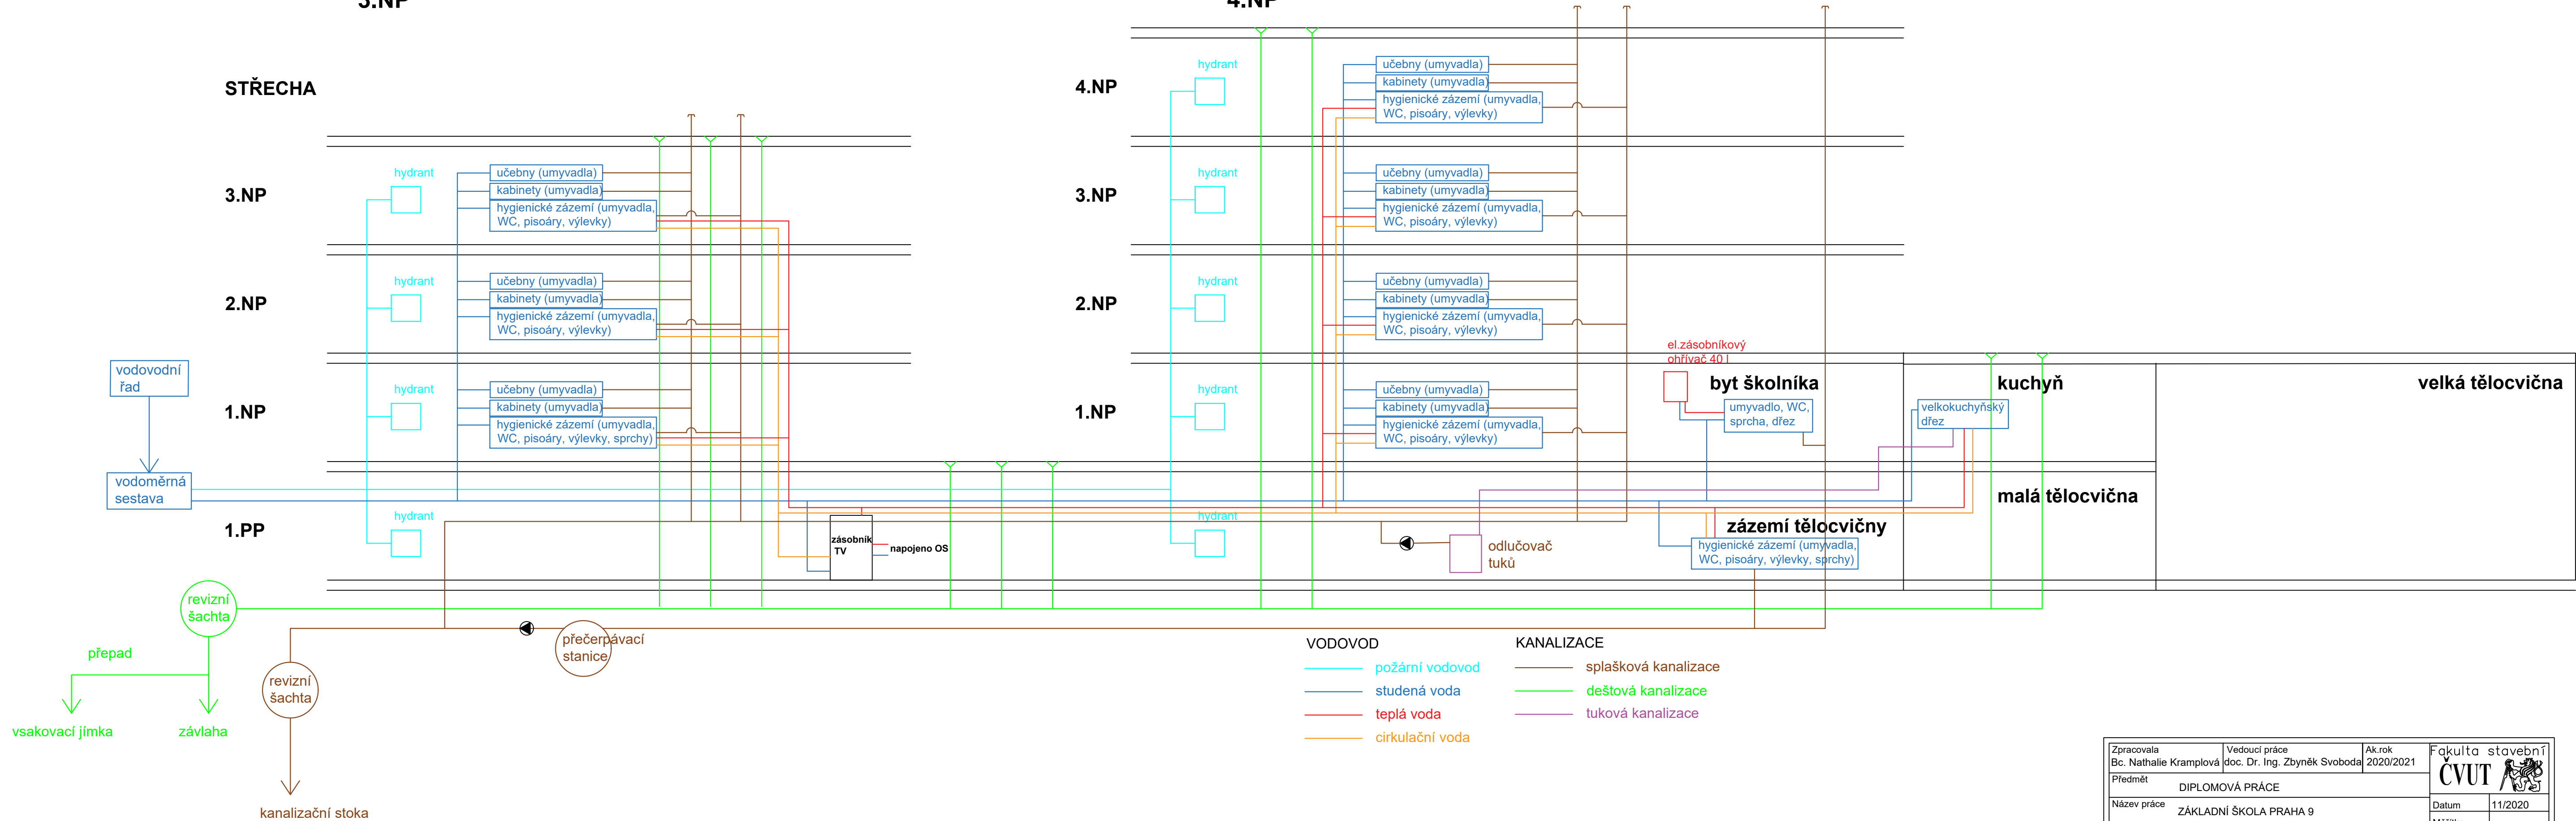 3.NP
4.NP
STŘECHA
4.NP
hydrant
učebny (umyvadla)
kabinety (umyvadla)
hygienické zázemí (umyvadla,
WC, pisoáry, výlevky)
3.NP
hydrant
učebny (umyvadla)
kabinety (umyvadla)
hygienické zázemí (umyvadla,
WC, pisoáry, výlevky)
3.NP
hydrant
učebny (umyvadla)
kabinety (umyvadla)
hygienické zázemí (umyvadla,
WC, pisoáry, výlevky)
2.NP
hydrant
učebny (umyvadla)
kabinety (umyvadla)
hygienické zázemí (umyvadla,
WC, pisoáry, výlevky)
2.NP
hydrant
učebny (umyvadla)
kabinety (umyvadla)
hygienické zázemí (umyvadla,
WC, pisoáry, výlevky)
vodovodní
řad
1.NP
hydrant
učebny (umyvadla)
kabinety (umyvadla)
hygienické zázemí (umyvadla,
WC, pisoáry, výlevky, sprchy)
1.NP
hydrant
učebny (umyvadla)
kabinety (umyvadla)
hygienické zázemí (umyvadla,
WC, pisoáry, výlevky)
el.zásobníkový
ohřívač 40 l
byt školníka
umyvadlo, WC,
sprcha, dřez
kuchyň
velkokuchyňský
dřez
velká tělocvična
vodoměrná
sestava
malá tělocvična
1.PP
hydrant
zásobník
TV
napojeno OS
hydrant
odlučovač
tuků
zázemí tělocvičny
hygienické zázemí (umyvadla,
WC, pisoáry, výlevky, sprchy)
revizní
šachta
přepad
vsakovací jímka
závlaha
přečerpávací
stanice
revizní
šachta
kanalizační stoka
VODOVOD
požární vodovod
studená voda
teplá voda
cirkulační voda
KANALIZACE
splašková kanalizace
deštová kanalizace
tuková kanalizace
Zpracovala
Bc. Nathalie Kramplová
Vedoucí práce
doc. Dr. Ing. Zbyněk Svoboda
Ak.rok
2020/2021
Fakulta stavební
ČVUT
Předmět
DIPLOMOVÁ PRÁCE
Název práce
ZÁKLADNÍ ŠKOLA PRAHA 9
Datum
11/2020